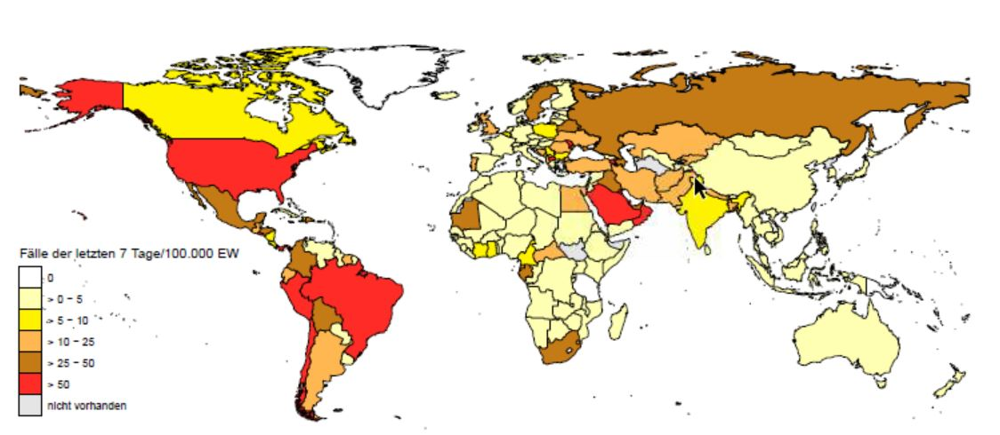 Fälle der letzten 7 Tage/100.000 EW
0
> 0 - 5
> 5 - 10
> 10 - 25
> 25 - 50
> 50
nicht vorhanden